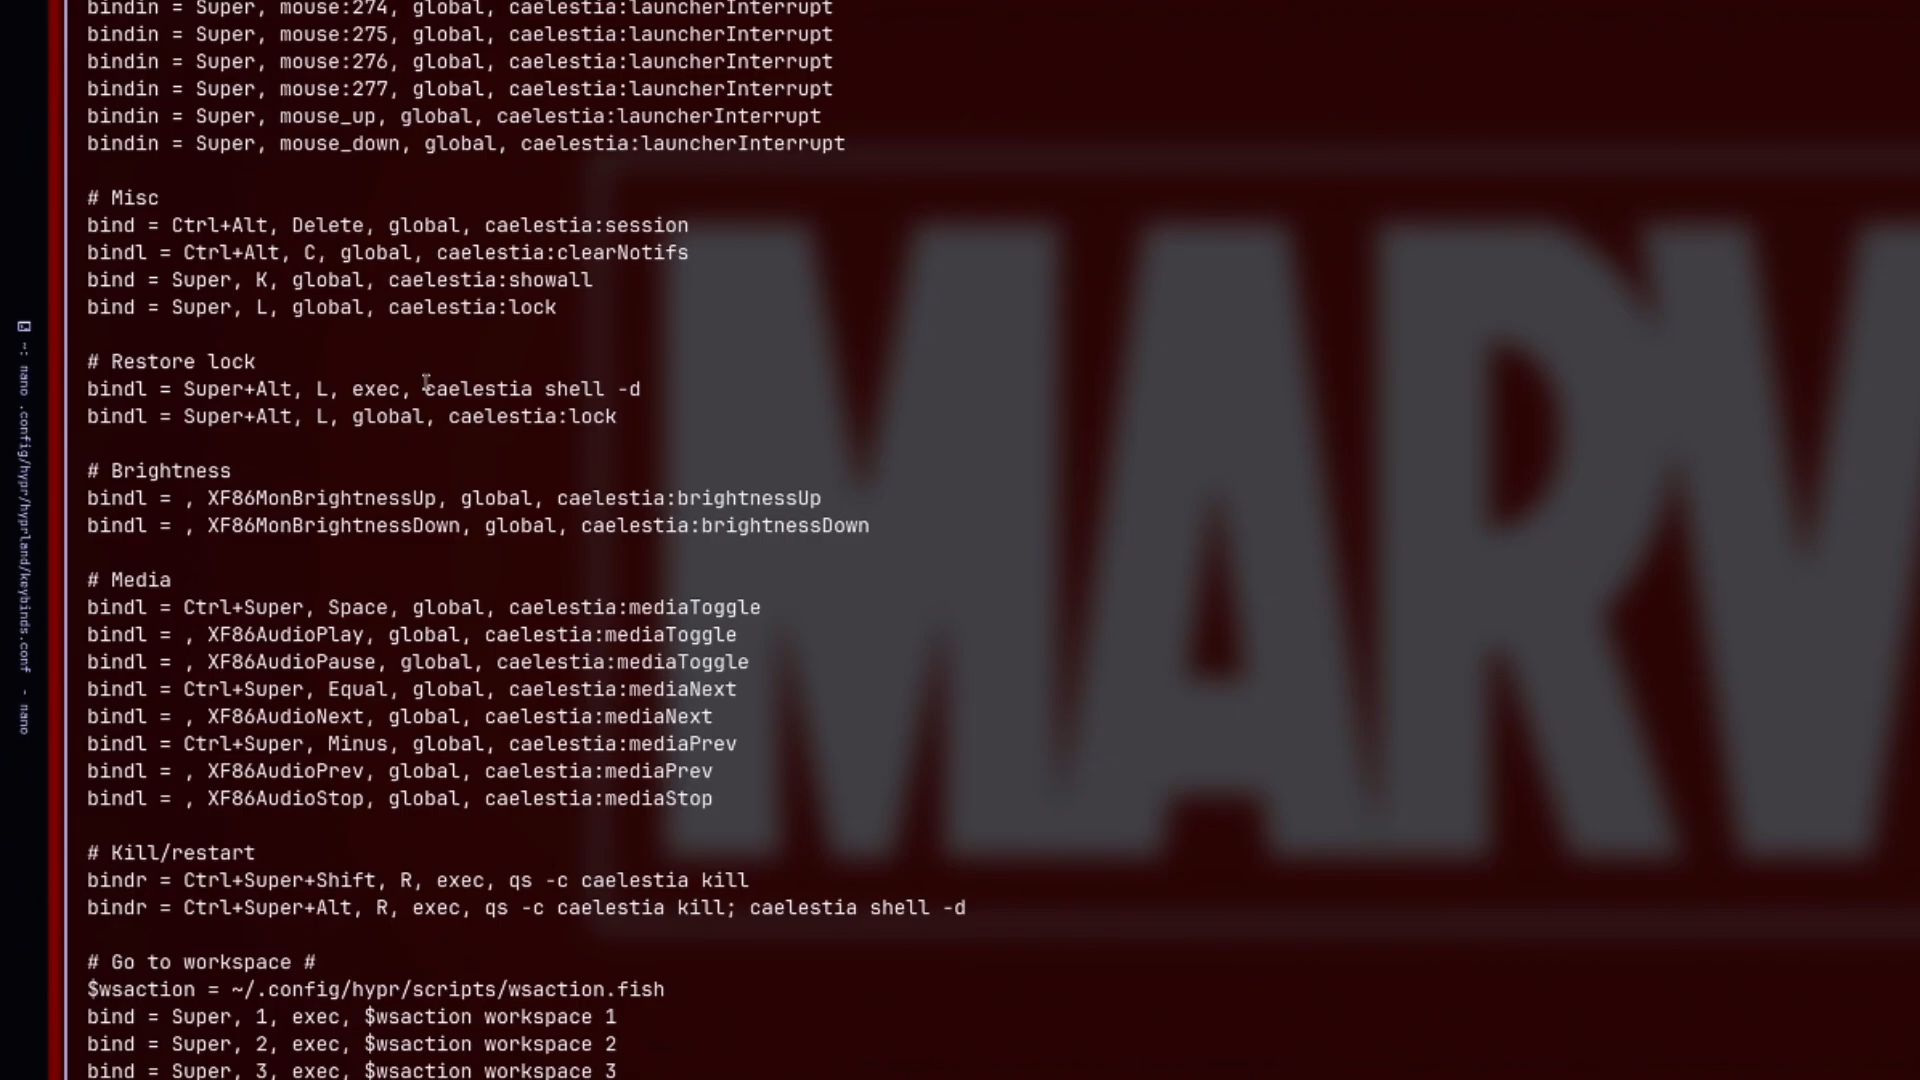 bindin = Super, mouse:274, global, caelestia:launcherInterrupt
bindin = Super, mouse:275, global, caelestia:launcherInterrupt
bindin = Super, mouse:276, global, caelestia:launcherInterrupt
bindin = Super, mouse:277, global, caelestia:launcherInterrupt
bindin = Super, mouse_up, global, caelestia:launcherInterrupt
bindin = Super, mouse_down, global, caelestia:launcherInterrupt
# Misc
bind = Ctrl+Alt, Delete, global, caelestia:session
bindl = Ctrl+Alt, C, global, caelestia:clearNotifs
bind = Super, K, global, caelestia:showall
bind = Super, L, global, caelestia:lock
# Restore lock
bindl = Super+Alt, L, exec, caelestia shell -d
bindl = Super+Alt, L, global, caelestia:lock
# Brightness
bindl = , XF86MonBrightnessUp, global, caelestia:brightnessUp
bindl = , XF86MonBrightnessDown, global, caelestia:brightnessDown
# Media
bindl = Ctrl+Super, Space, global, caelestia:mediaToggle
bindl = , XF86AudioPlay, global, caelestia:mediaToggle
bindl = , XF86AudioPause, global, caelestia:mediaToggle
bindl = Ctrl+Super, Equal, global, caelestia:mediaNext
bindl = , XF86AudioNext, global, caelestia:mediaNext
bindl = Ctrl+Super, Minus, global, caelestia:mediaPrev
bindl = , XF86AudioPrev, global, caelestia:mediaPrev
bindl = , XF86AudioStop, global, caelestia:mediaStop
# Kill/restart
bindr = Ctrl+Super+Shift, R, exec, qs -c caelestia kill
bindr = Ctrl+Super+Alt, R, exec, qs -c caelestia kill; caelestia shell -d
# Go to workspace #
$wsaction = ~/.config/hypr/scripts/wsaction.fish
bind = Super, 1, exec, $wsaction workspace 1
bind = Super, 2, exec, $wsaction workspace 2
bind = Super, 3, exec, $wsaction workspace 3
~: nano .config/hypr/hyprland/keybinds.conf - nano
MARV